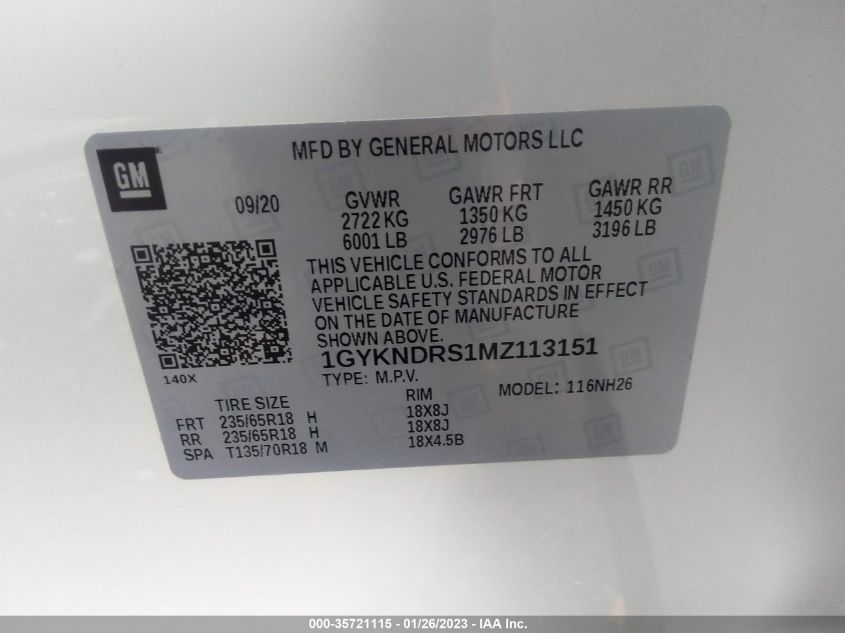 GM
MFD BY GENERAL MOTORS LLC
09/20
GVWR GAWR FRT GAWR RR
2722 KG 1350 KG 1450 KG
6001 LB 2976 LB 3196 LB
THIS VEHICLE CONFORMS TO ALL
APPLICABLE U.S. FEDERAL MOTOR
VEHICLE SAFETY STANDARDS IN EFFECT
ON THE DATE OF MANUFACTURE
SHOWN ABOVE.
1GYKNDRS1MZ113151
140X
TYPE: M.P.V. MODEL: 116NH26
TIRE SIZE RIM
FRT 235/65R18 H 18X8J
RR 235/65R18 H 18X8J
SPA T135/70R18 M 18X4.5B
000-35721115 - 01/26/2023 - IAA Inc.